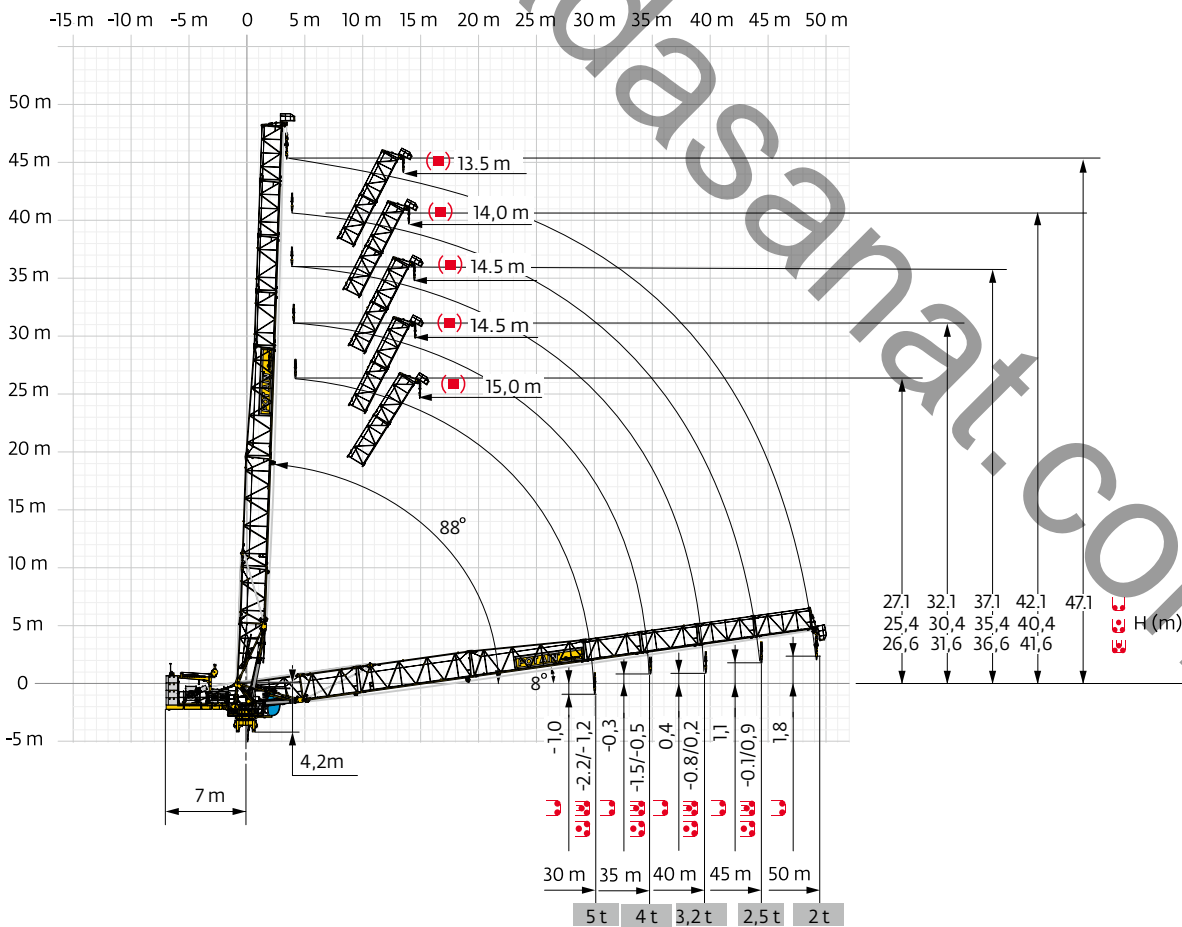 -15 m -10 m -5 m 0 5 m 10 m 15 m 20 m 25 m 30 m 35 m 40 m 45 m 50 m
50 m
45 m
13.5 m
40 m
14,0 m
35 m
14.5 m
30 m
14.5 m
25 m
15,0 m
20 m
15 m
88°
10 m
5 m
27.1 32.1 37.1 42.1 47.1
25,4 30,4 35,4 40,4 H (m)
26,6 31,6 36,6 41,6
0
8°
-5 m
-1,0 -2.2/-1,2 -0,3 -1.5/-0,5 0,4 -0.8/0,2 1,1 -0.1/0,9 1,8
4,2m
7 m
30 m 35 m 40 m 45 m 50 m
5 t 4 t 3,2 t 2,5 t 2 t
dasanat.com